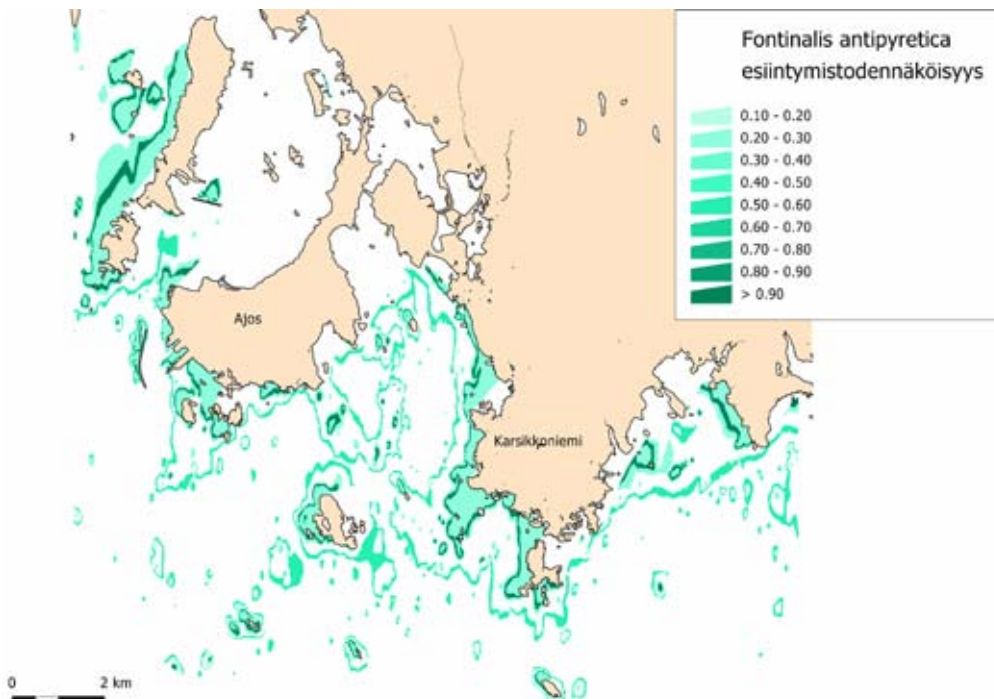 Fontinalis antipyretica
esiintymistodennäköisyys
0.10 - 0.20
0.20 - 0.30
0.30 - 0.40
0.40 - 0.50
0.50 - 0.60
0.60 - 0.70
0.70 - 0.80
0.80 - 0.90
> 0.90
Ajos
Karsikkoniemi
0 2 km